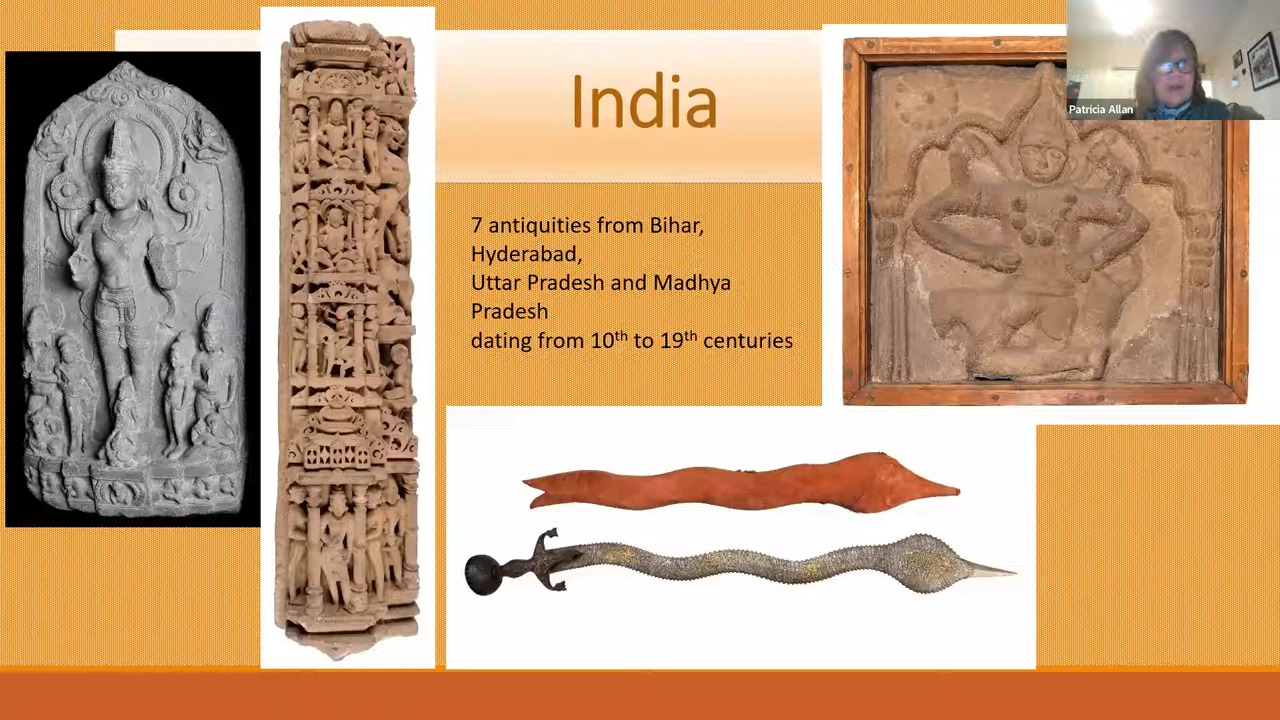 India
Patricia Allan
7 antiquities from Bihar,
Hyderabad,
Uttar Pradesh and Madhya
Pradesh
dating from 10th to 19th centuries